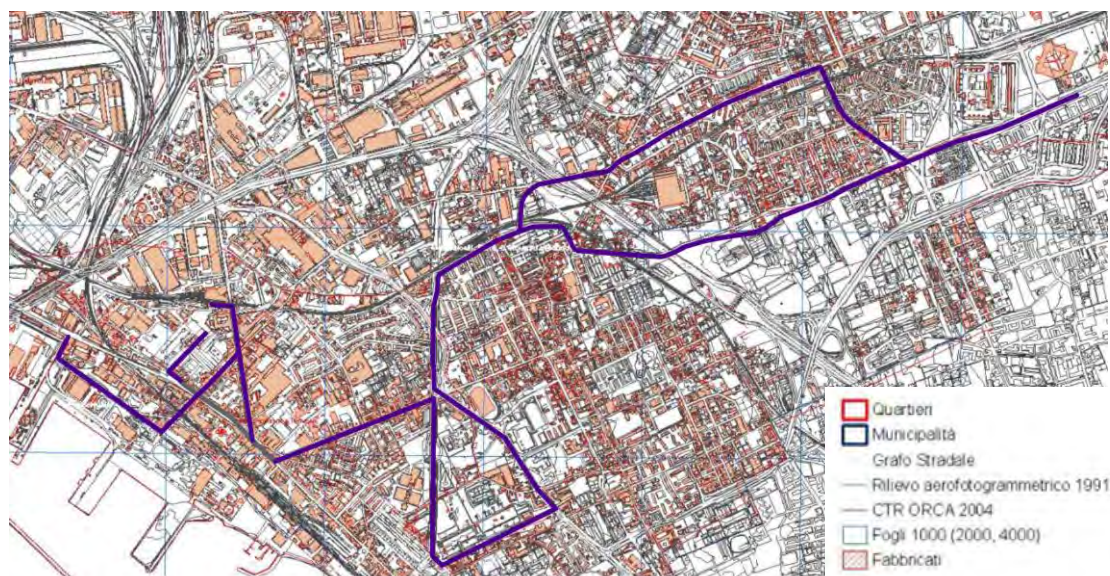 Quartieri
Municipalità
Grafo Stradale
Rilievo aerofotogrammetrico 1991
CTR ORCA 2004
Fogli 1000 (2000, 4000)
Fabbricati